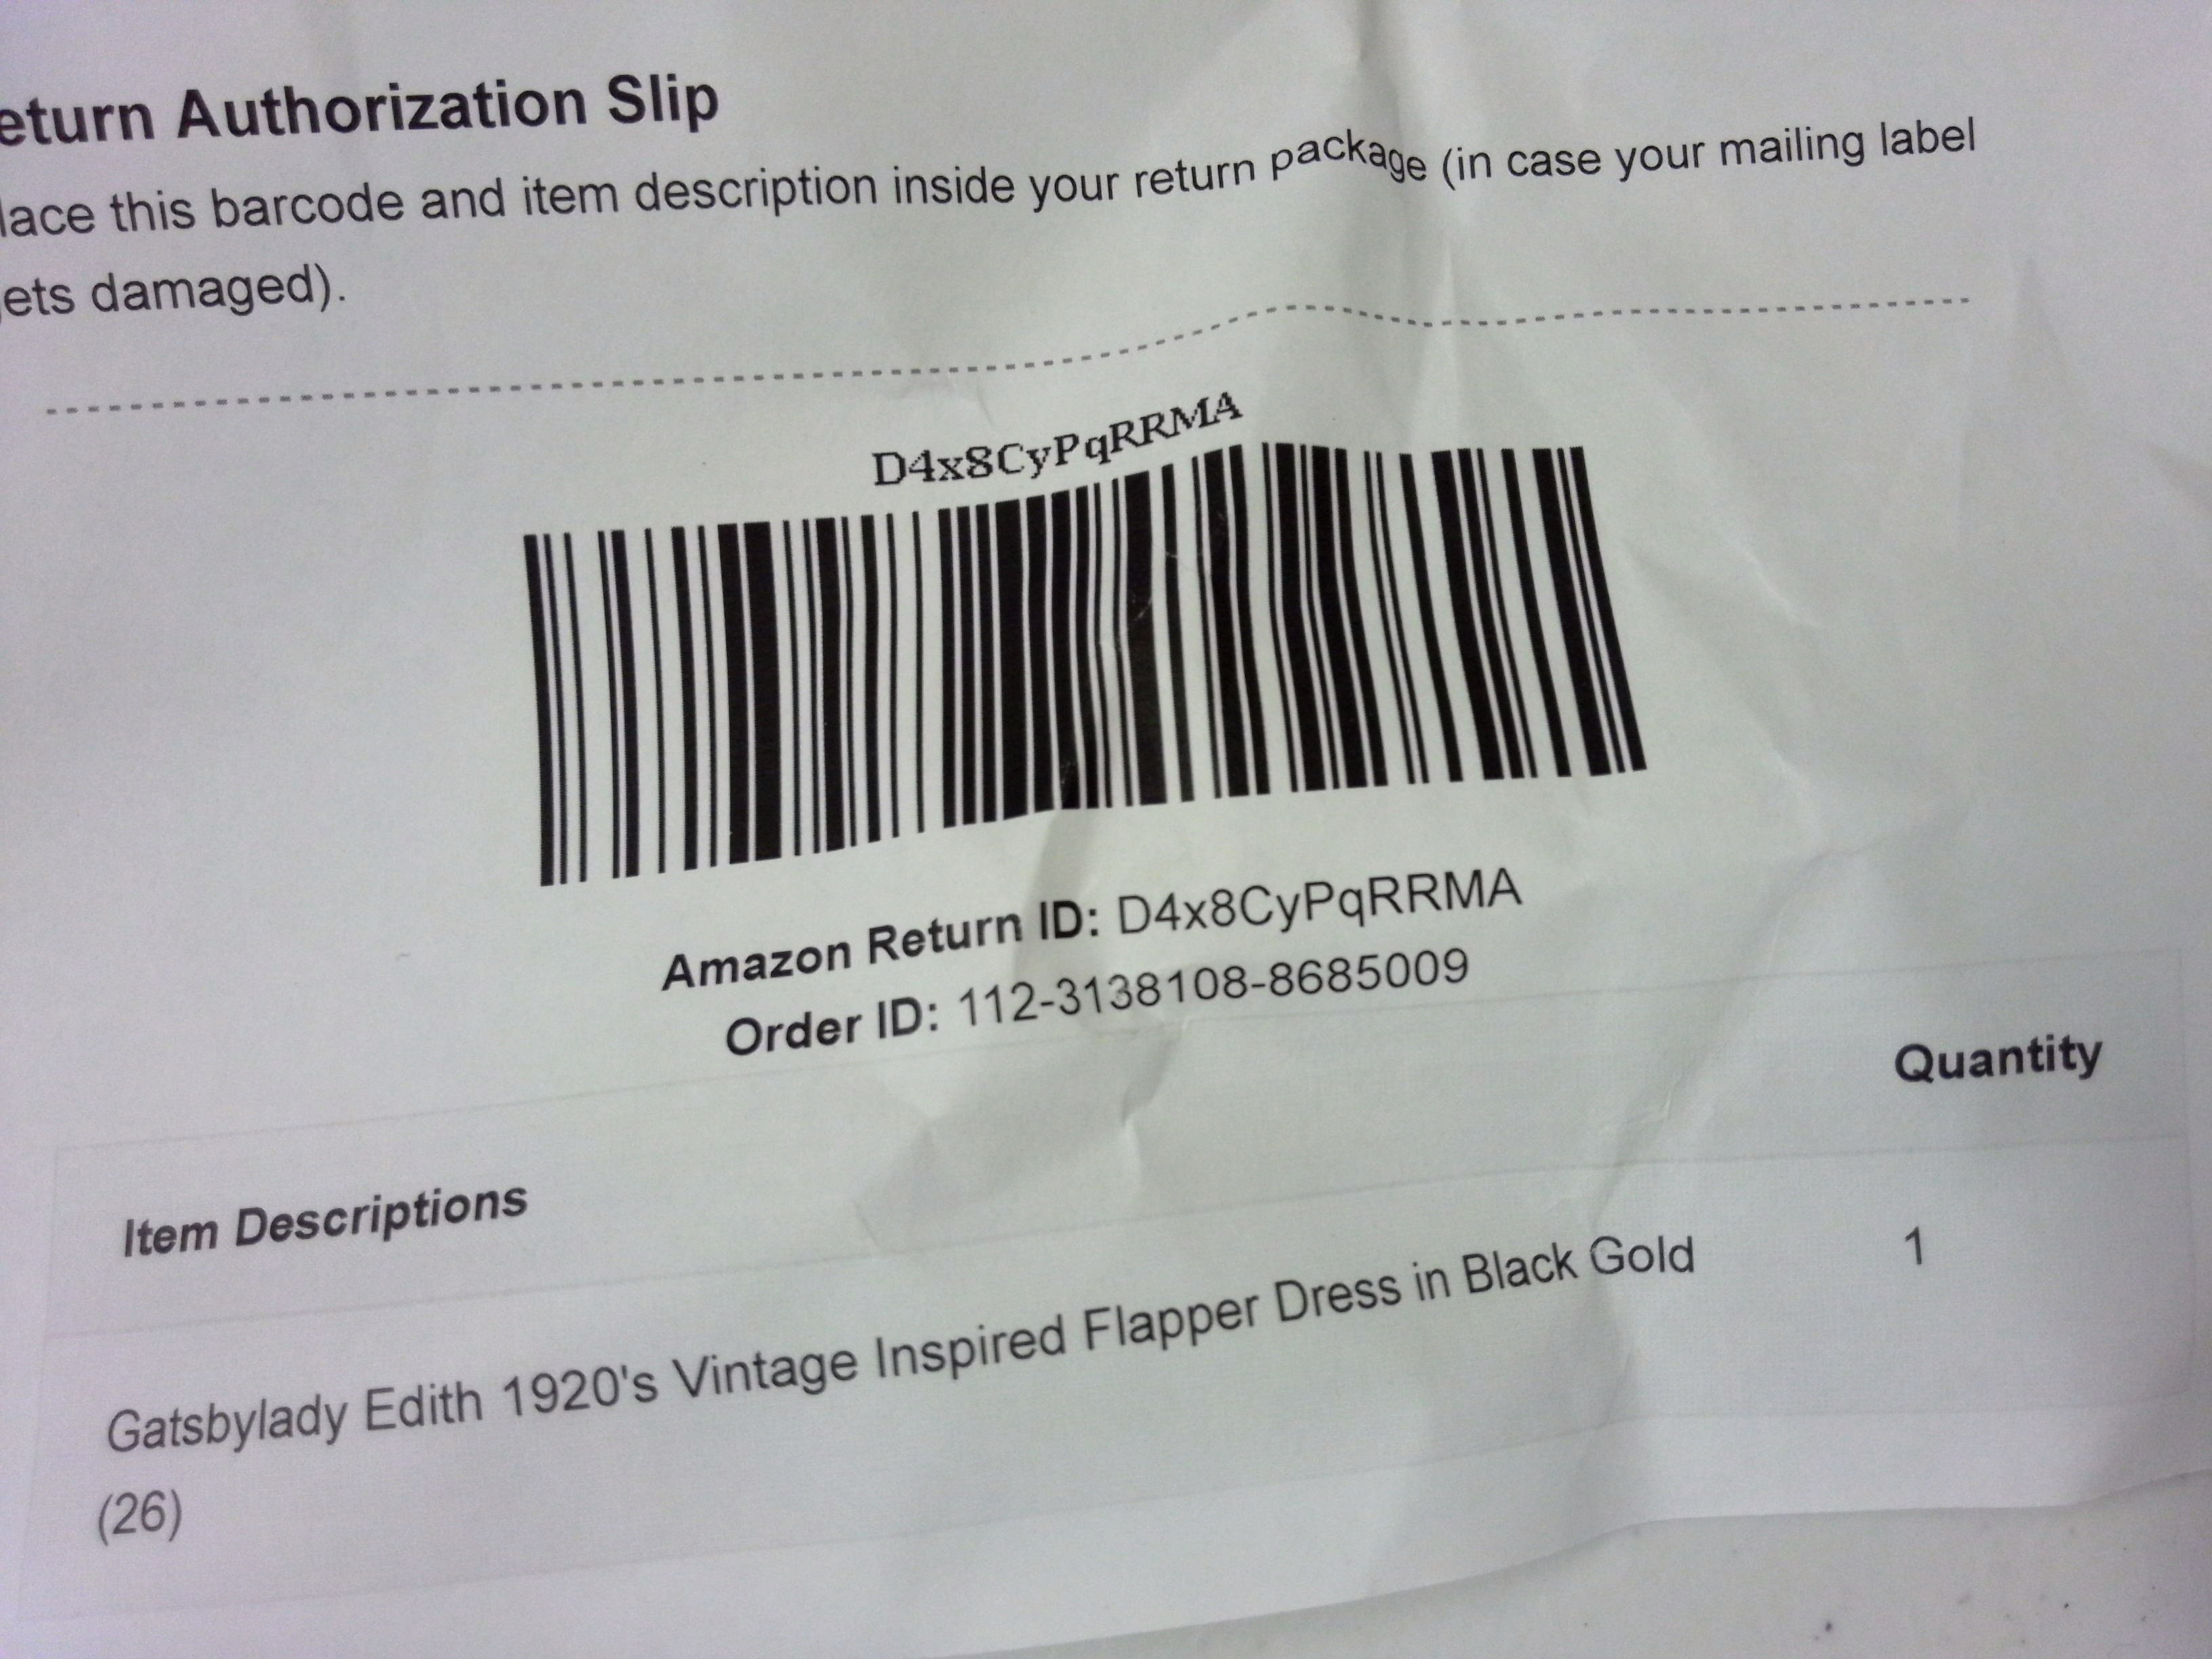 eturn Authorization Slip
lace this barcode and item description inside your return package (in case your mailing label
ets damaged).
D4x8CyPqRRMA
Amazon Return ID: D4x8CyPqRRMA
Order ID: 112-3138108-8685009
Item Descriptions Quantity
Gatsbylady Edith 1920's Vintage Inspired Flapper Dress in Black Gold 1
(26)